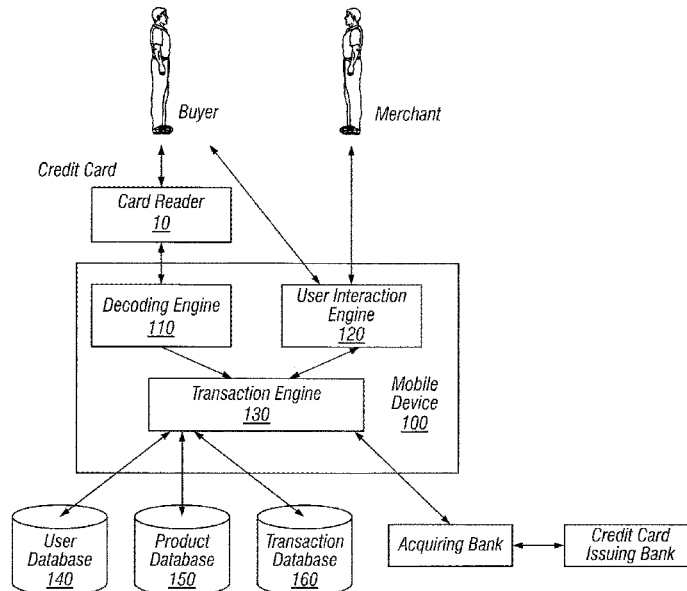 Buyer
Merchant
Credit Card
Card Reader
10
Decoding Engine
110
User Interaction
Engine
120
Transaction Engine
130
Mobile
Device
100
User
Database
140
Product
Database
150
Transaction
Database
160
Acquiring Bank
Credit Card
Issuing Bank